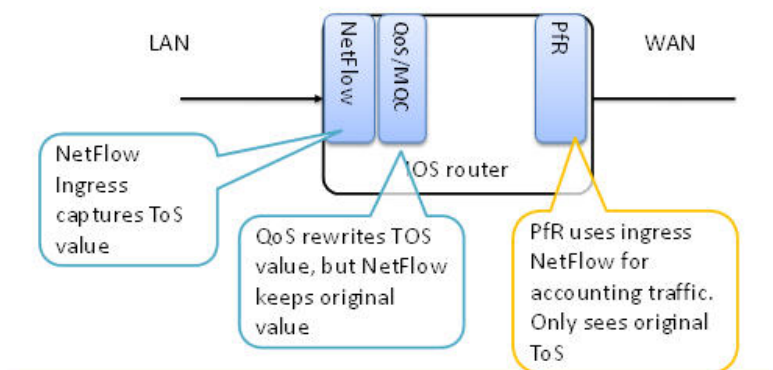 LAN
NetFlow
QoS/MQC
PfR
WAN
IOS router
NetFlow
Ingress
captures ToS
value
QoS rewrites TOS
value, but NetFlow
keeps original
value
PfR uses ingress
NetFlow for
accounting traffic.
Only sees original
ToS